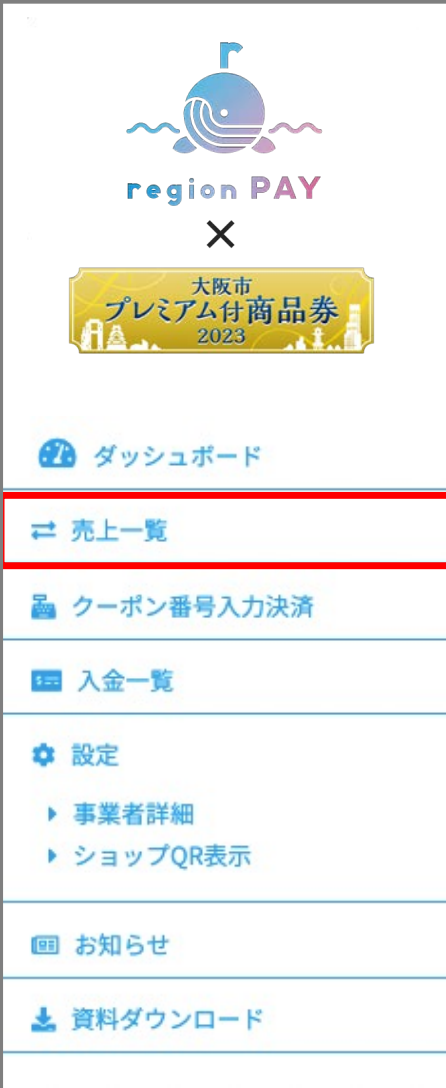 region PAY
×
大阪市
プレミアム付商品券
2023
ダッシュボード
売上一覧
クーポン番号入力決済
入金一覧
設定
事業者詳細
ショップQR表示
お知らせ
資料ダウンロード